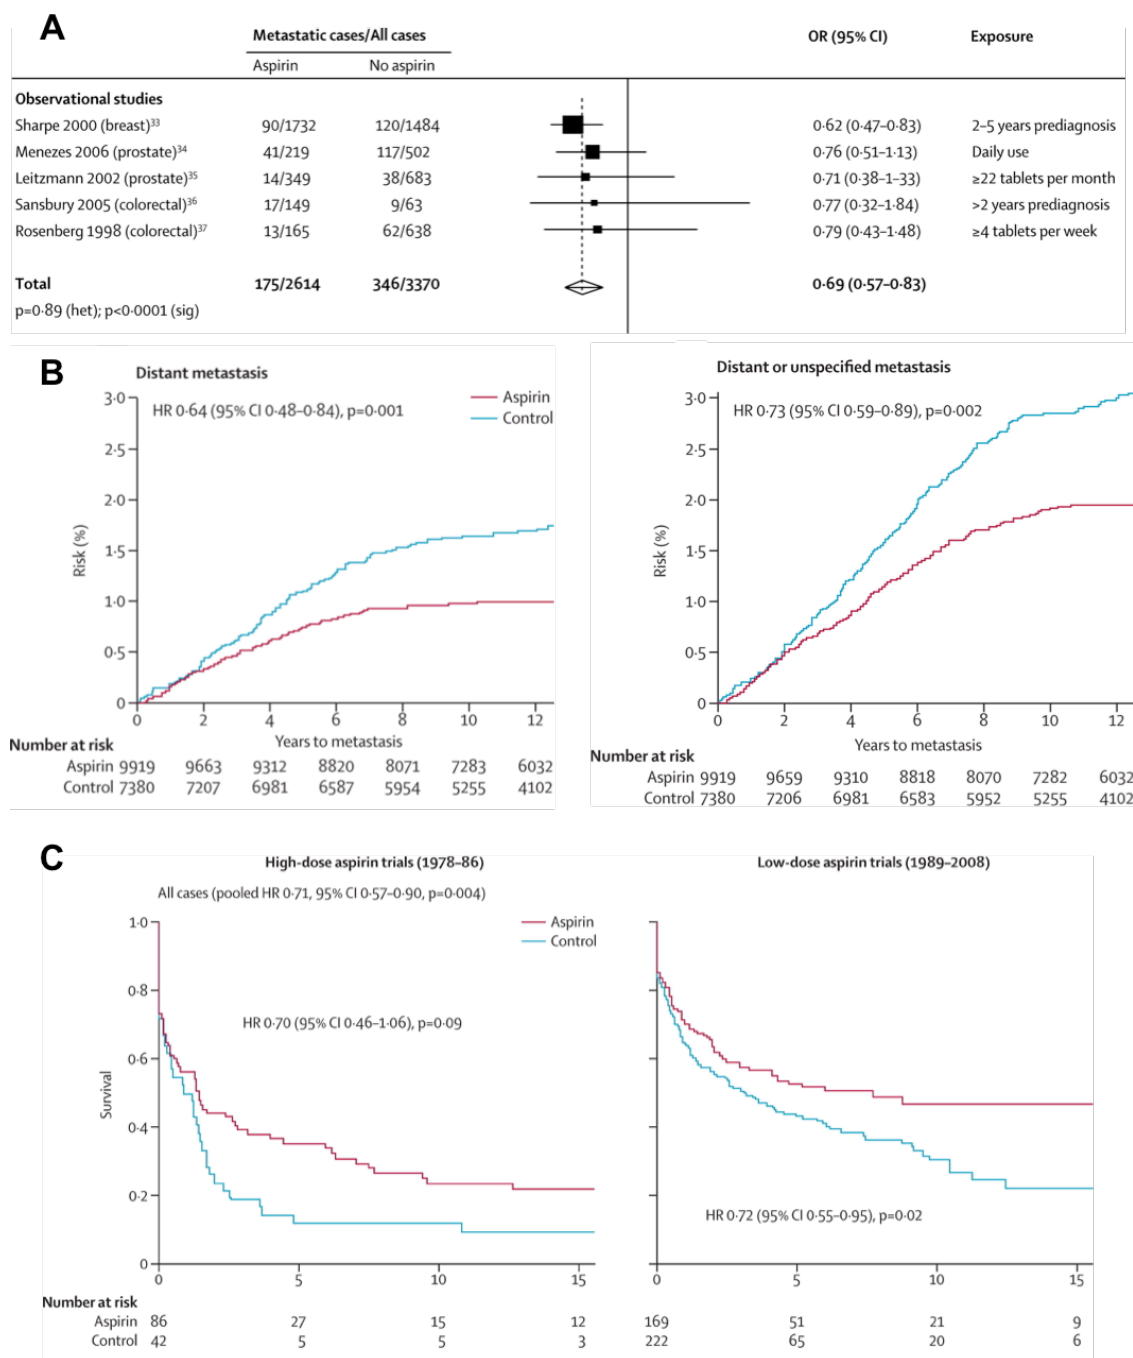 A
Metastatic cases/All cases OR (95% CI) Exposure
Aspirin No aspirin
Observational studies
Sharpe 2000 (breast)³³ 90/1732 120/1484 0·62 (0·47–0·83) 2–5 years prediagnosis
Menezes 2006 (prostate)³⁴ 41/219 117/502 0·76 (0·51–1·13) Daily use
Leitzmann 2002 (prostate)³⁵ 14/349 38/683 0·71 (0·38–1·33) ≥22 tablets per month
Sansbury 2005 (colorectal)³⁶ 17/149 9/63 0·77 (0·32–1·84) >2 years prediagnosis
Rosenberg 1998 (colorectal)³⁷ 13/165 62/638 0·79 (0·43–1·48) ≥4 tablets per week
Total 175/2614 346/3370 0·69 (0·57–0·83)
p=0·89 (het); p<0·0001 (sig)
B
Distant metastasis
HR 0·64 (95% CI 0·48–0·84), p=0·001
Aspirin
Control
3·0
2·5
2·0
1·5
1·0
0·5
0
Risk (%)
0 2 4 6 8 10 12
Years to metastasis
Number at risk
Aspirin 9919 9663 9312 8820 8071 7283 6032
Control 7380 7207 6981 6587 5954 5255 4102
Distant or unspecified metastasis
HR 0·73 (95% CI 0·59–0·89), p=0·002
3·0
2·5
2·0
1·5
1·0
0·5
0
Risk (%)
0 2 4 6 8 10 12
Years to metastasis
Number at risk
Aspirin 9919 9659 9310 8818 8070 7282 6032
Control 7380 7206 6981 6583 5952 5255 4102
C
High-dose aspirin trials (1978–86)
All cases (pooled HR 0·71, 95% CI 0·57–0·90, p=0·004)
Aspirin
Control
HR 0·70 (95% CI 0·46–1·06), p=0·09
1·0
0·8
0·6
0·4
0·2
0
Survival
0 5 10 15
Number at risk
Aspirin 86 27 15 12
Control 42 5 5 3
Low-dose aspirin trials (1989–2008)
HR 0·72 (95% CI 0·55–0·95), p=0·02
0 5 10 15
169 51 21 9
222 65 20 6